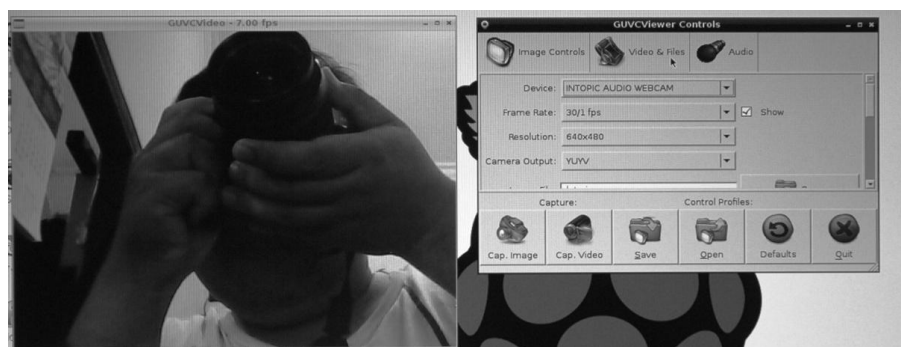 GUVCVideo - 7.00 fps
GUVCViewer Controls
Image Controls
Video & Files
Audio
Device: INTOPIC AUDIO WEBCAM
Frame Rate: 30/1 fps Show
Resolution: 640x480
Camera Output: YUYV
Capture: Control Profiles:
Cap. Image Cap. Video Save Open Defaults Quit